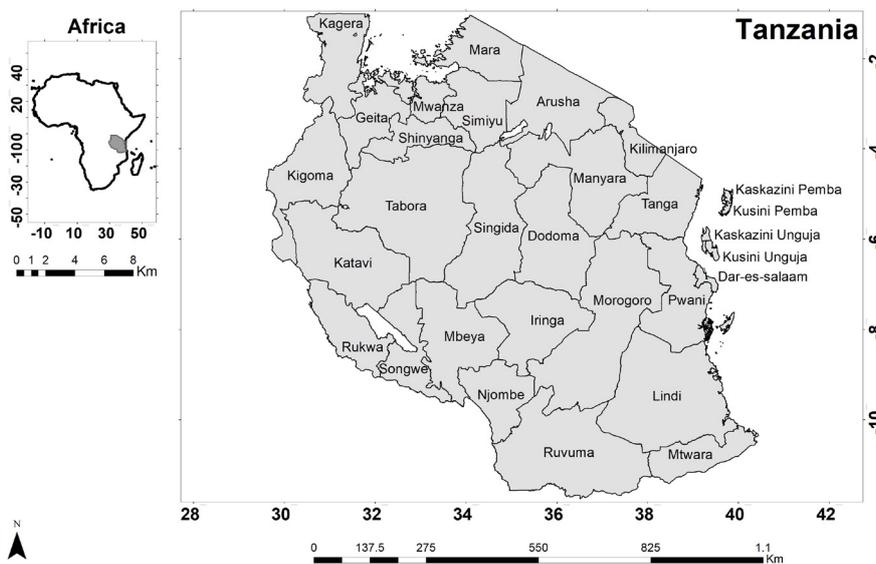 Africa
40
20
0
-10
-30
-50
-10 10 30 50
0 1 2 4 6 8
Km
Tanzania
Kagera
Mara
Mwanza
Geita
Simiyu
Arusha
Shinyanga
Kilimanjaro
Kigoma
Manyara
Tabora
Tanga
Kaskazini Pemba
Kusini Pemba
Singida
Dodoma
Kaskazini Unguja
Kusini Unguja
Katavi
Dar-es-salaam
Morogoro
Pwani
Iringa
Mbeya
Rukwa
Songwe
Njombe
Lindi
Ruvuma
Mtwara
-2
-4
-6
-8
-10
28 30 32 34 36 38 40 42
N
0 137.5 275 550 825 1.1
Km